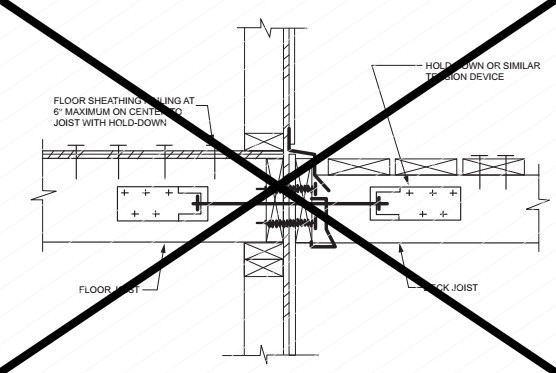 HOLD-DOWN OR SIMILAR
TENSION DEVICE
FLOOR SHEATHING NAILING AT
6" MAXIMUM ON CENTER TO
JOIST WITH HOLD-DOWN
FLOOR JOIST
DECK JOIST